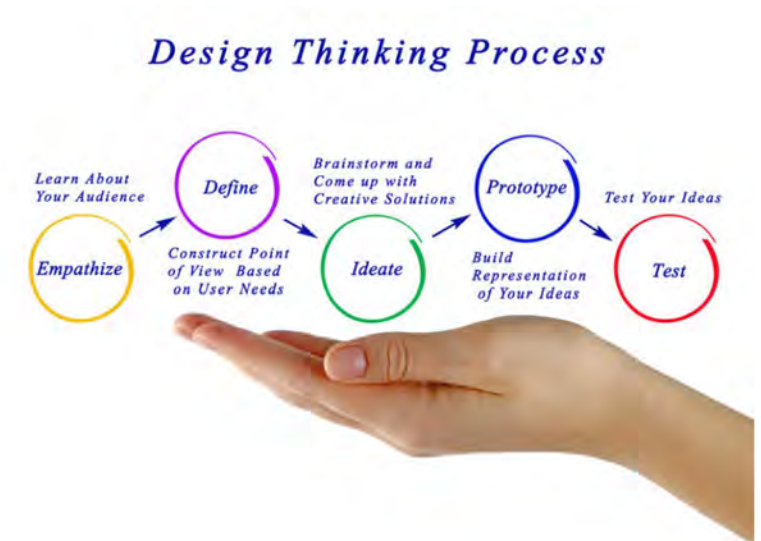 Design Thinking Process
Learn About
Your Audience
Empathize
Define
Construct Point
of View Based
on User Needs
Brainstorm and
Come up with
Creative Solutions
Ideate
Prototype
Build
Representation
of Your Ideas
Test Your Ideas
Test